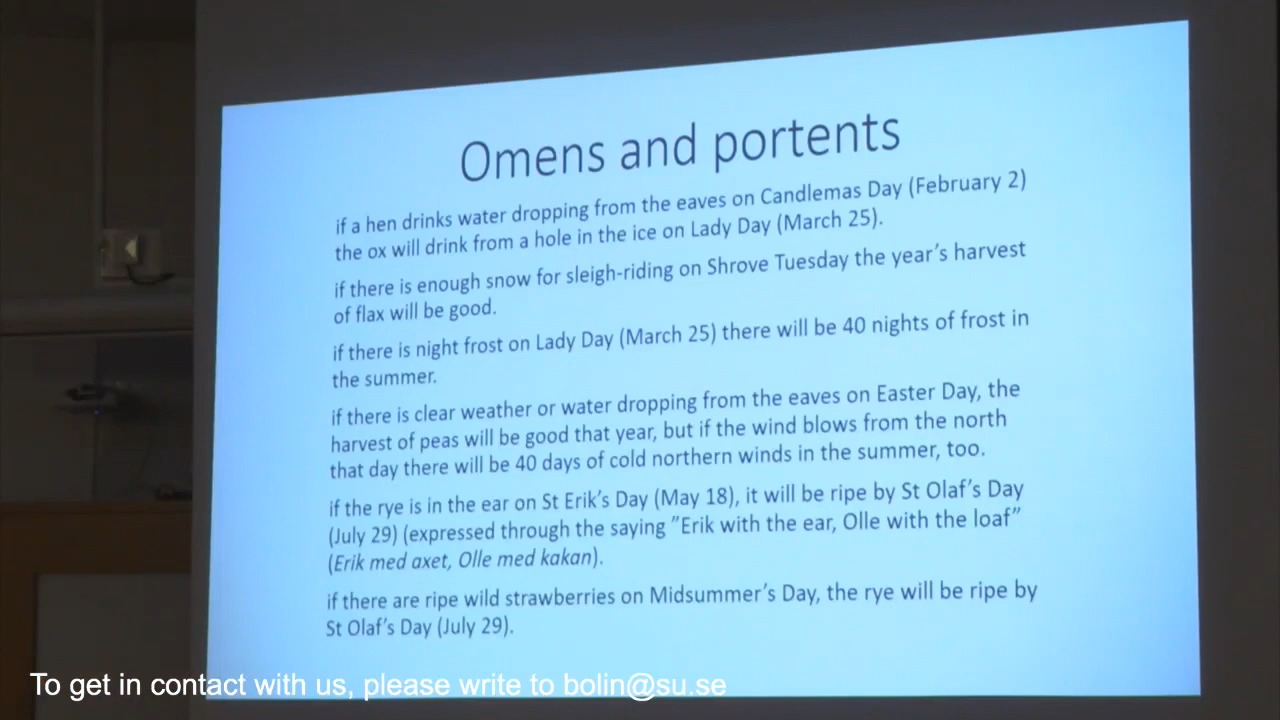 Omens and portents
if a hen drinks water dropping from the eaves on Candlemas Day (February 2)
the ox will drink from a hole in the ice on Lady Day (March 25).
if there is enough snow for sleigh-riding on Shrove Tuesday the year’s harvest
of flax will be good.
if there is night frost on Lady Day (March 25) there will be 40 nights of frost in
the summer.
if there is clear weather or water dropping from the eaves on Easter Day, the
harvest of peas will be good that year, but if the wind blows from the north
that day there will be 40 days of cold northern winds in the summer, too.
if the rye is in the ear on St Erik’s Day (May 18), it will be ripe by St Olaf’s Day
(July 29) (expressed through the saying ”Erik with the ear, Olle with the loaf”
(Erik med axet, Olle med kakan).
if there are ripe wild strawberries on Midsummer’s Day, the rye will be ripe by
St Olaf’s Day (July 29).
To get in contact with us, please write to bolin@su.se